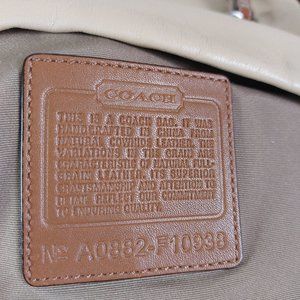 COACH
THIS IS A COACH BAG. IT WAS
HANDCRAFTED IN CHINA FROM
NATURAL COWHIDE LEATHER. THE
VARIATIONS IN THE GRAIN ARE
CHARACTERISTIC OF NATURAL FULL-
GRAIN LEATHER. ITS SUPERIOR
CRAFTSMANSHIP AND ATTENTION TO
DETAIL REFLECT OUR COMMITMENT
TO ENDURING QUALITY.
Nº A0882-F10938